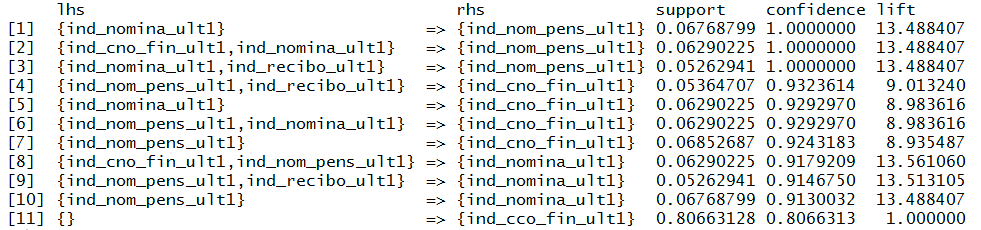 lhs rhs support confidence lift
[1] {ind_nomina_ult1} => {ind_nom_pens_ult1} 0.06768799 1.0000000 13.488407
[2] {ind_cno_fin_ult1,ind_nomina_ult1} => {ind_nom_pens_ult1} 0.06290225 1.0000000 13.488407
[3] {ind_nomina_ult1,ind_recibo_ult1} => {ind_nom_pens_ult1} 0.05262941 1.0000000 13.488407
[4] {ind_nom_pens_ult1,ind_recibo_ult1} => {ind_cno_fin_ult1} 0.05364707 0.9323614 9.013240
[5] {ind_nomina_ult1} => {ind_cno_fin_ult1} 0.06290225 0.9292970 8.983616
[6] {ind_nom_pens_ult1,ind_nomina_ult1} => {ind_cno_fin_ult1} 0.06290225 0.9292970 8.983616
[7] {ind_nom_pens_ult1} => {ind_cno_fin_ult1} 0.06852687 0.9243183 8.935487
[8] {ind_cno_fin_ult1,ind_nom_pens_ult1} => {ind_nomina_ult1} 0.06290225 0.9179209 13.561060
[9] {ind_nom_pens_ult1,ind_recibo_ult1} => {ind_nomina_ult1} 0.05262941 0.9146750 13.513105
[10] {ind_nom_pens_ult1} => {ind_nomina_ult1} 0.06768799 0.9130032 13.488407
[11] {} => {ind_cco_fin_ult1} 0.80663128 0.8066313 1.000000